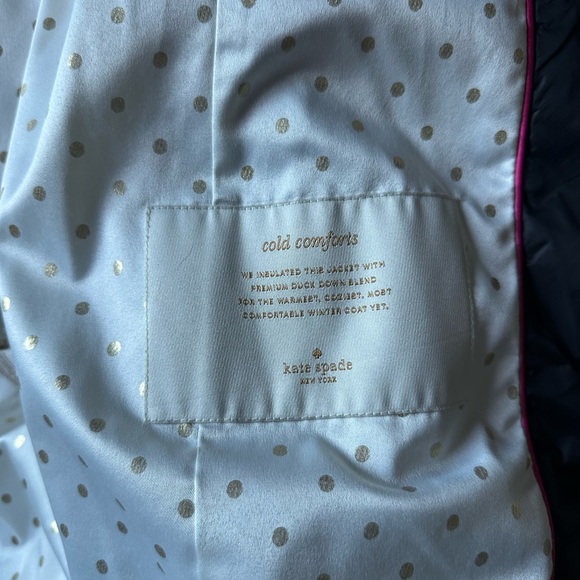 cold comforts
WE INSULATED THIS JACKET WITH
PREMIUM DUCK DOWN BLEND
FOR THE WARMEST, COZIEST, MOST
COMFORTABLE WINTER COAT YET.
kate spade
NEW YORK